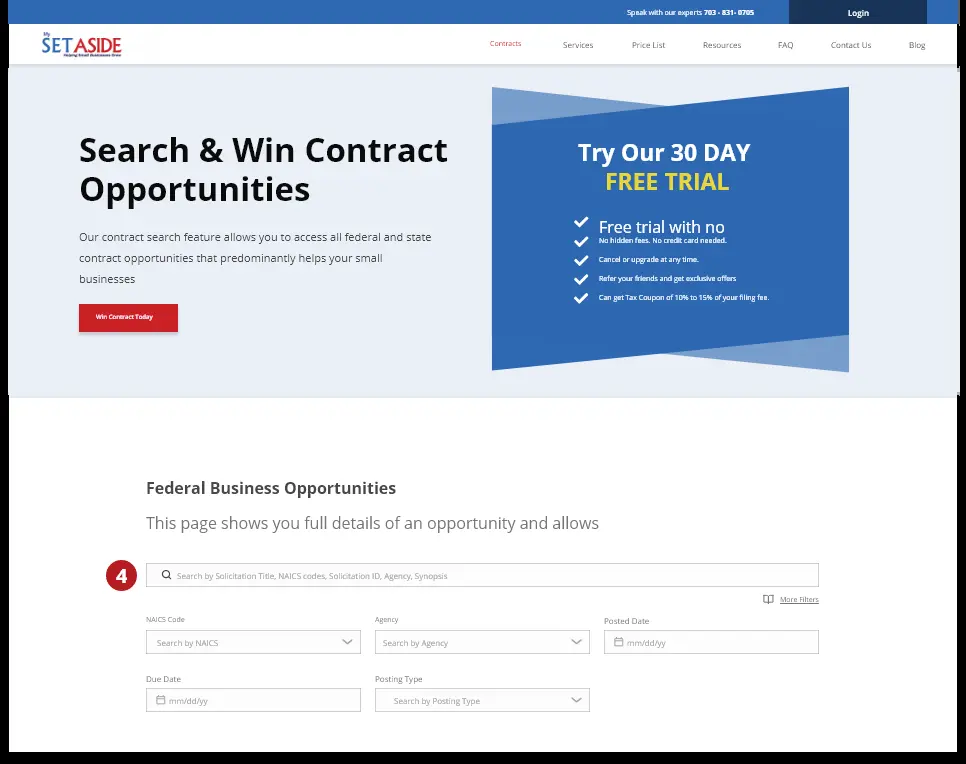 Speak with our experts 703 - 831- 0705
Login
My
SETASIDE
Helping Small Businesses Grow
Contracts
Services
Price List
Resources
FAQ
Contact Us
Blog
Search & Win Contract
Opportunities
Our contract search feature allows you to access all federal and state
contract opportunities that predominantly helps your small
businesses
Win Contract Today
Try Our 30 DAY
FREE TRIAL
Free trial with no
No hidden fees. No credit card needed.
Cancel or upgrade at any time.
Refer your friends and get exclusive offers
Can get Tax Coupon of 10% to 15% of your filing fee.
Federal Business Opportunities
This page shows you full details of an opportunity and allows
4
Search by Solicitation Title, NAICS codes, Solicitation ID, Agency, Synopsis
More Filters
NAICS Code
Agency
Posted Date
Search by NAICS
Search by Agency
mm/dd/yy
Due Date
Posting Type
mm/dd/yy
Search by Posting Type